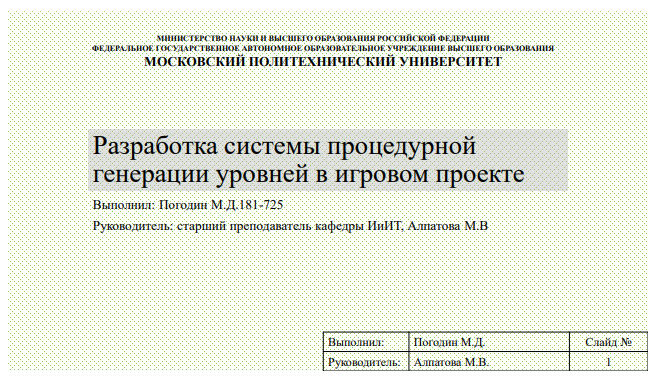 МИНИСТЕРСТВО НАУКИ И ВЫСШЕГО ОБРАЗОВАНИЯ РОССИЙСКОЙ ФЕДЕРАЦИИ
ФЕДЕРАЛЬНОЕ ГОСУДАРСТВЕННОЕ АВТОНОМНОЕ ОБРАЗОВАТЕЛЬНОЕ УЧРЕЖДЕНИЕ ВЫСШЕГО ОБРАЗОВАНИЯ
МОСКОВСКИЙ ПОЛИТЕХНИЧЕСКИЙ УНИВЕРСИТЕТ
Разработка системы процедурной
генерации уровней в игровом проекте
Выполнил: Погодин М.Д.181-725
Руководитель: старший преподаватель кафедры ИиИТ, Алпатова М.В
Выполнил: Погодин М.Д. Слайд №
Руководитель: Алпатова М.В. 1